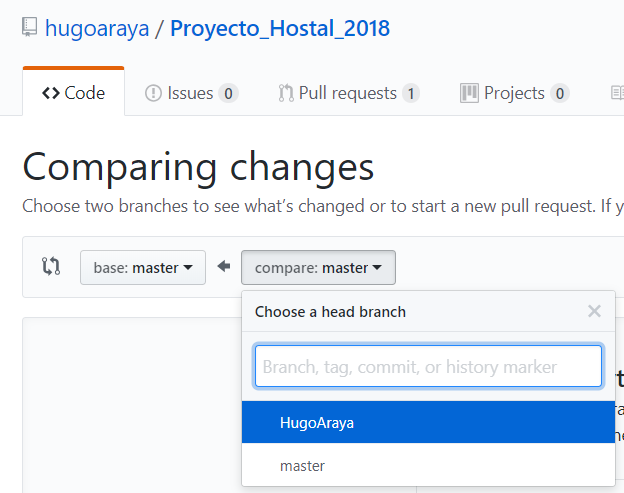 hugoaraya / Proyecto_Hostal_2018
Code Issues 0 Pull requests 1 Projects 0
Comparing changes
Choose two branches to see what's changed or to start a new pull request. If
base: master compare: master
Choose a head branch
Branch, tag, commit, or history marker
HugoAraya
master